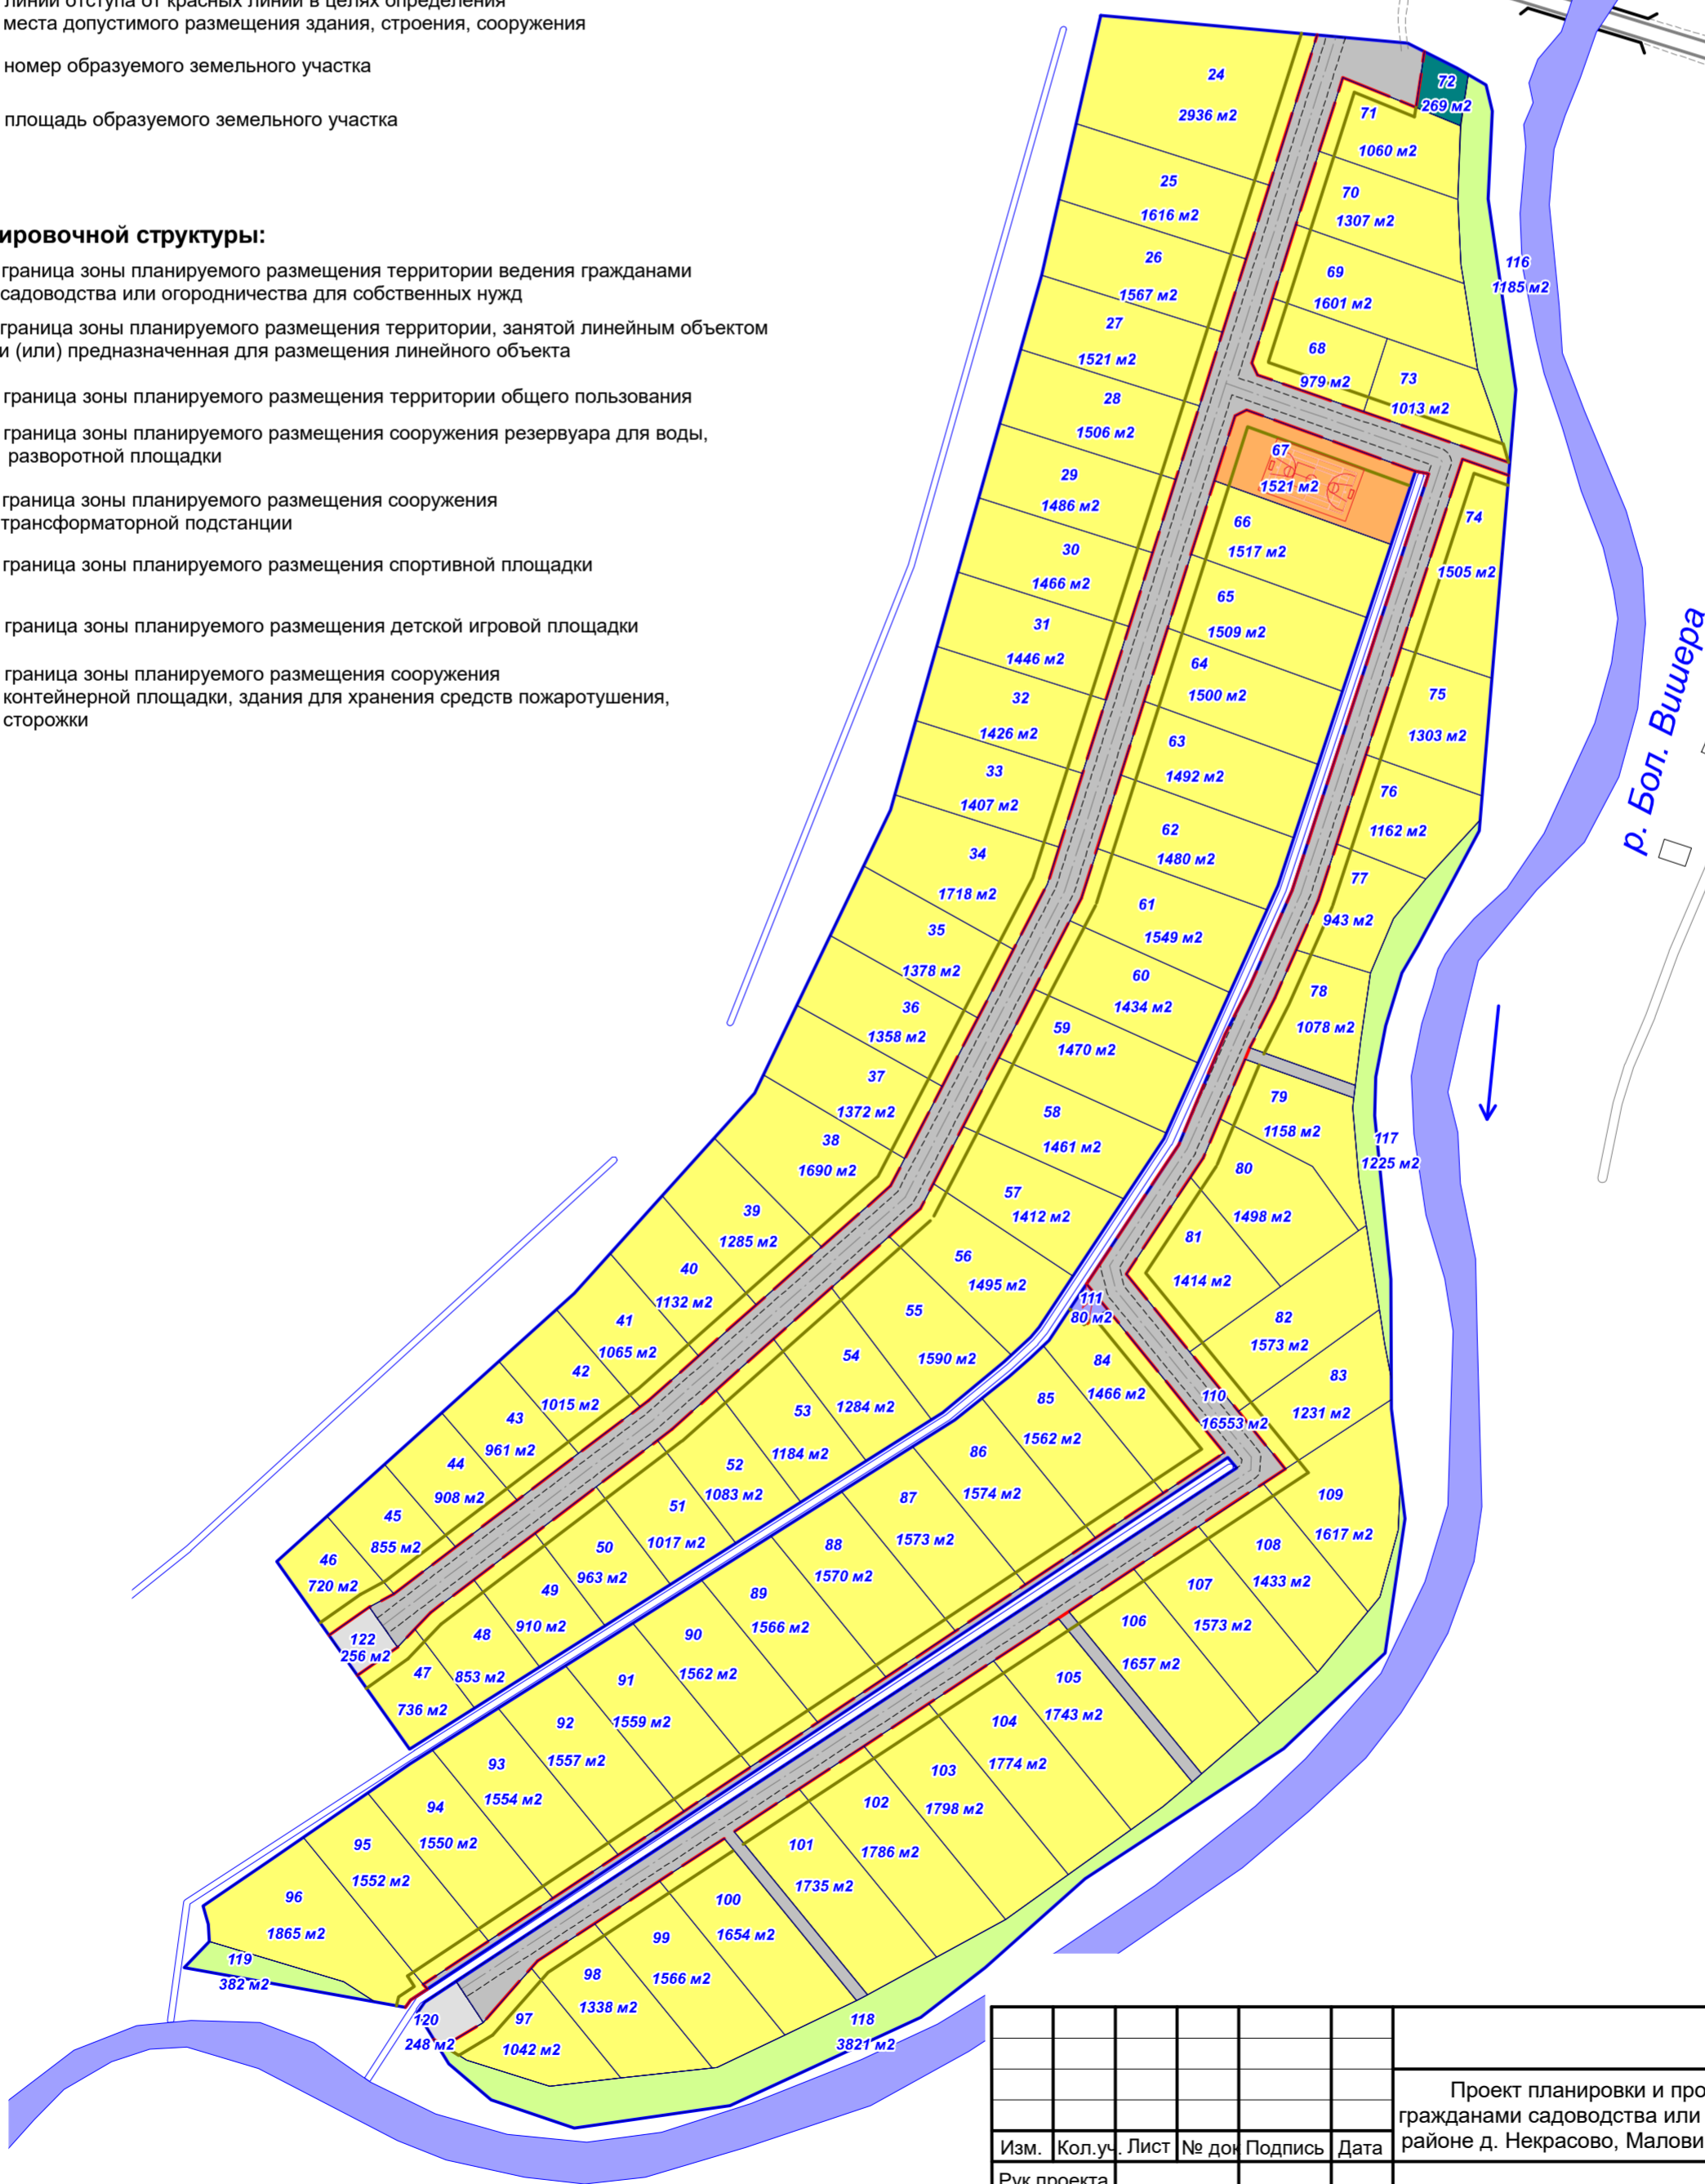 линии отступа от красных линий в целях определения
места допустимого размещения здания, строения, сооружения
номер образуемого земельного участка
площадь образуемого земельного участка
ировочной структуры:
граница зоны планируемого размещения территории ведения гражданами
садоводства или огородничества для собственных нужд
граница зоны планируемого размещения территории, занятой линейным объектом
и (или) предназначенная для размещения линейного объекта
граница зоны планируемого размещения территории общего пользования
граница зоны планируемого размещения сооружения резервуара для воды,
разворотной площадки
граница зоны планируемого размещения сооружения
трансформаторной подстанции
граница зоны планируемого размещения спортивной площадки
граница зоны планируемого размещения детской игровой площадки
граница зоны планируемого размещения сооружения
контейнерной площадки, здания для хранения средств пожаротушения,
сторожки
24
2936 м2
25
1616 м2
26
1567 м2
27
1521 м2
28
1506 м2
29
1486 м2
30
1466 м2
31
1446 м2
32
1426 м2
33
1407 м2
34
1718 м2
35
1378 м2
36
1358 м2
37
1372 м2
38
1690 м2
39
1285 м2
40
1132 м2
41
1065 м2
42
1015 м2
43
961 м2
44
908 м2
45
855 м2
46
720 м2
122
256 м2
47
736 м2
48
853 м2
49
910 м2
50
963 м2
51
1017 м2
52
1083 м2
53
1184 м2
54
1284 м2
55
1590 м2
56
1495 м2
57
1412 м2
58
1461 м2
59
1470 м2
60
1434 м2
61
1549 м2
62
1480 м2
63
1492 м2
64
1500 м2
65
1509 м2
66
1517 м2
67
1521 м2
68
979 м2
69
1601 м2
70
1307 м2
71
1060 м2
72
269 м2
73
1013 м2
116
1185 м2
74
1505 м2
75
1303 м2
76
1162 м2
77
943 м2
78
1078 м2
79
1158 м2
80
1498 м2
81
1414 м2
82
1573 м2
83
1231 м2
117
1225 м2
р. Бол. Вишера
111
80 м2
84
1466 м2
110
16553 м2
85
1562 м2
86
1574 м2
87
1573 м2
88
1570 м2
89
1566 м2
90
1562 м2
91
1559 м2
92
1557 м2
93
1554 м2
94
1550 м2
95
1552 м2
96
1865 м2
119
382 м2
120
248 м2
97
1042 м2
98
1338 м2
99
1566 м2
100
1654 м2
101
1735 м2
102
1786 м2
103
1798 м2
104
1774 м2
105
1743 м2
106
1657 м2
107
1573 м2
108
1433 м2
109
1617 м2
118
3821 м2
Проект планировки и про
гражданами садоводства или
районе д. Некрасово, Малови
Изм. Кол.уч. Лист № док Подпись Дата
Рук.проекта